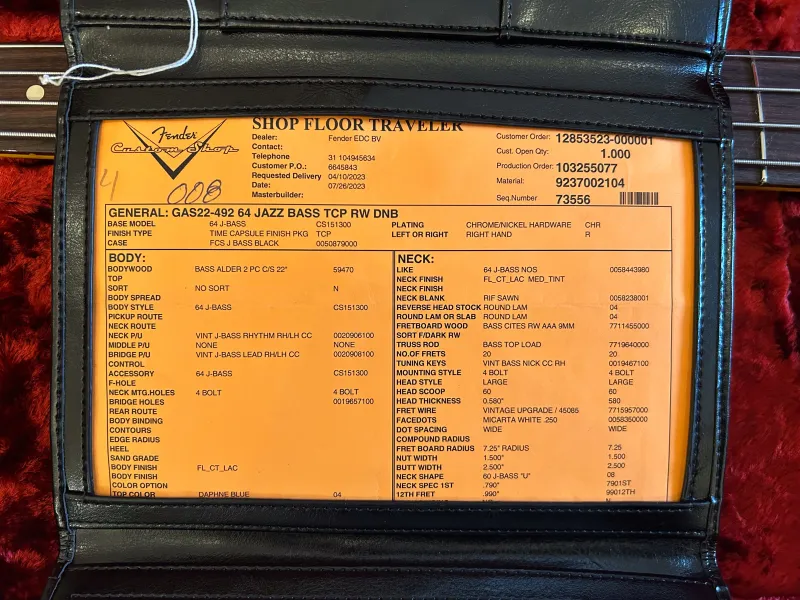 SHOP FLOOR TRAVELER
Fender
Custom Shop
4 008
Dealer: Fender EDC BV
Contact:
Telephone 31 104945634
Customer P.O.: 6645843
Requested Delivery 04/10/2023
Date: 07/26/2023
Masterbuilder:
Customer Order: 12853523-000001
Cust. Open Qty: 1.000
Production Order: 103255077
Material: 9237002104
Seq.Number 73556
GENERAL: GAS22-492 64 JAZZ BASS TCP RW DNB
BASE MODEL 64 J-BASS CS151300 PLATING CHROME/NICKEL HARDWARE CHR
FINISH TYPE TIME CAPSULE FINISH PKG TCP LEFT OR RIGHT RIGHT HAND R
CASE FCS J BASS BLACK 0050879000
BODY:
BODYWOOD BASS ALDER 2 PC C/S 22" 59470
TOP
SORT NO SORT N
BODY SPREAD
BODY STYLE 64 J-BASS CS151300
PICKUP ROUTE
NECK ROUTE
NECK P/U VINT J-BASS RHYTHM RH/LH CC 0020906100
MIDDLE P/U NONE NONE
BRIDGE P/U VINT J-BASS LEAD RH/LH CC 0020908100
CONTROL
ACCESSORY 64 J-BASS CS151300
F-HOLE
NECK MTG.HOLES 4 BOLT 4 BOLT
BRIDGE HOLES 0019657100
REAR ROUTE
BODY BINDING
CONTOURS
EDGE RADIUS
HEEL
SAND GRADE
BODY FINISH FL_CT_LAC
BODY FINISH
COLOR OPTION
TOP COLOR DAPHNE BLUE 04
NECK:
LIKE 64 J-BASS NOS 0058443980
NECK FINISH FL_CT_LAC MED_TINT
NECK FINISH
NECK BLANK RIF SAWN 0058238001
REVERSE HEAD STOCK ROUND LAM 04
ROUND LAM OR SLAB ROUND LAM 04
FRETBOARD WOOD BASS CITES RW AAA 9MM 7711455000
SORT F/DARK RW
TRUSS ROD BASS TOP LOAD 7719640000
NO.OF FRETS 20 20
TUNING KEYS VINT BASS NICK CC RH 0019467100
MOUNTING STYLE 4 BOLT 4 BOLT
HEAD STYLE LARGE LARGE
HEAD SCOOP 60 60
HEAD THICKNESS 0.580" 580
FRET WIRE VINTAGE UPGRADE / 45085 7715957000
FACEDOTS MICARTA WHITE .250 0058350000
DOT SPACING WIDE WIDE
COMPOUND RADIUS
FRET BOARD RADIUS 7.25" RADIUS 7.25
NUT WIDTH 1.500" 1.500
BUTT WIDTH 2.500" 2.500
NECK SHAPE 60 J-BASS "U" 08
NECK SPEC 1ST .790" 7901ST
12TH FRET .990" 99012TH